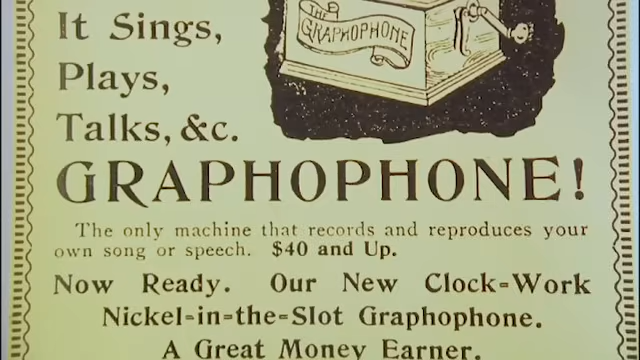 It Sings,
THE
GRAPHOPHONE
Plays,
Talks, &c.
GRAPHOPHONE!
The only machine that records and reproduces your
own song or speech. $40 and Up.
Now Ready. Our New Clock=Work
Nickel=in=the=Slot Graphophone.
A Great Money Earner.